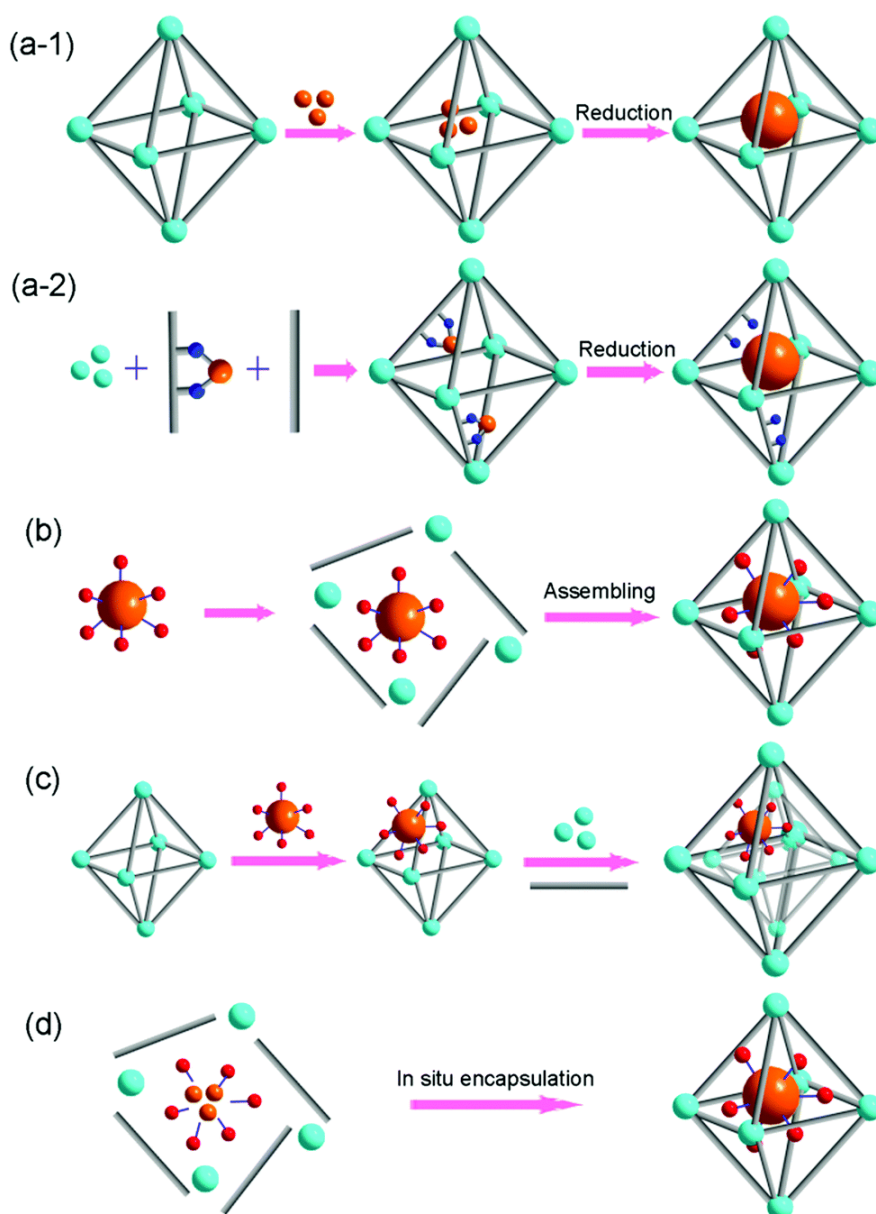 (a-1)
Reduction
(a-2)
Reduction
(b)
Assembling
(c)
(d)
In situ encapsulation